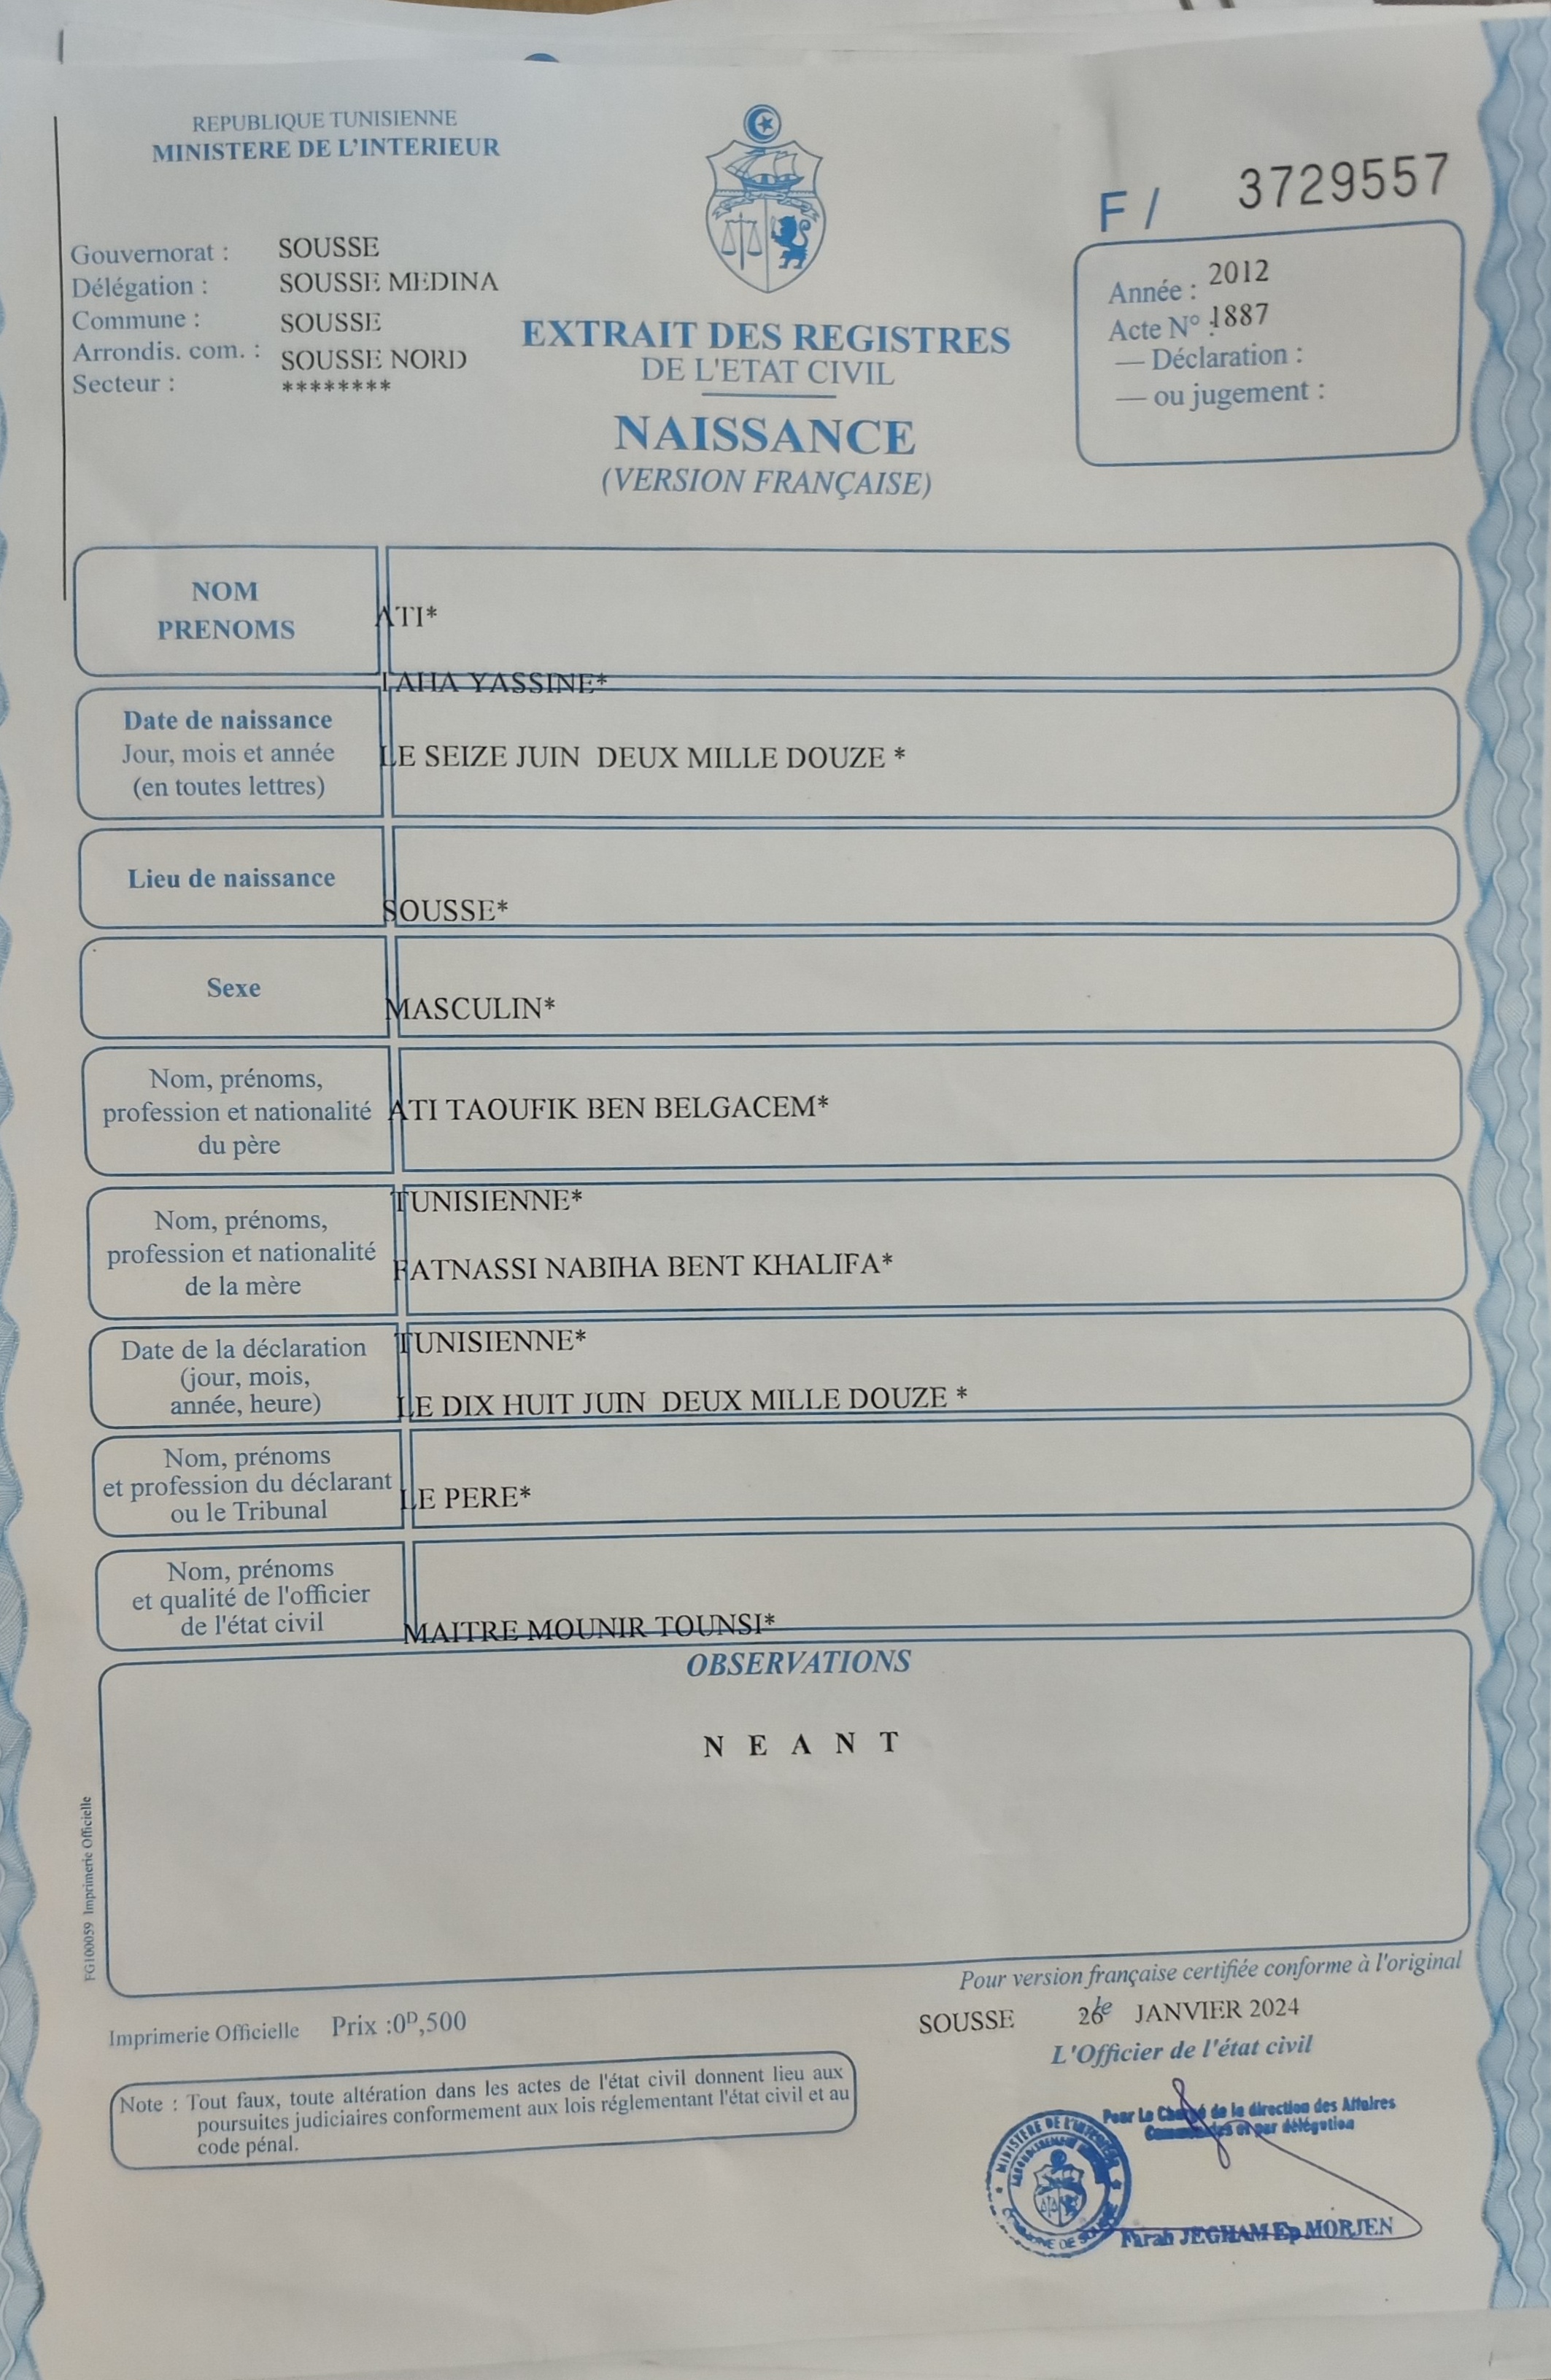 REPUBLIQUE TUNISIENNE
MINISTERE DE L'INTERIEUR
F / 3729557
Gouvernorat : SOUSSE
Délégation : SOUSSE MEDINA
Commune : SOUSSE
Arrondis. com. : SOUSSE NORD
Secteur : ********
EXTRAIT DES REGISTRES
DE L'ETAT CIVIL
NAISSANCE
(VERSION FRANÇAISE)
Année : 2012
Acte N° : 1887
— Déclaration :
— ou jugement :
NOM
PRENOMS
ATI*
TAHA YASSINE*
Date de naissance
Jour, mois et année
(en toutes lettres)
LE SEIZE JUIN DEUX MILLE DOUZE *
Lieu de naissance
SOUSSE*
Sexe
MASCULIN*
Nom, prénoms,
profession et nationalité
du père
ATI TAOUFIK BEN BELGACEM*
TUNISIENNE*
Nom, prénoms,
profession et nationalité
de la mère
FATNASSI NABIHA BENT KHALIFA*
TUNISIENNE*
Date de la déclaration
(jour, mois,
année, heure)
LE DIX HUIT JUIN DEUX MILLE DOUZE *
Nom, prénoms
et profession du déclarant
ou le Tribunal
LE PERE*
Nom, prénoms
et qualité de l'officier
de l'état civil
MAITRE MOUNIR TOUNSI*
OBSERVATIONS
N E A N T
FG100059 Imprimerie Officielle
Pour version française certifiée conforme à l'original
SOUSSE le 26 JANVIER 2024
L'Officier de l'état civil
Imprimerie Officielle Prix :0D,500
Note : Tout faux, toute altération dans les actes de l'état civil donnent lieu aux
poursuites judiciaires conformement aux lois réglementant l'état civil et au
code pénal.
Pour Le Chargé de la direction des Affaires
et par délégation
MINISTERE DE L'INTERIEUR
COMMUNE DE SOUSSE
Farah JEGHAM Ep MORJEN